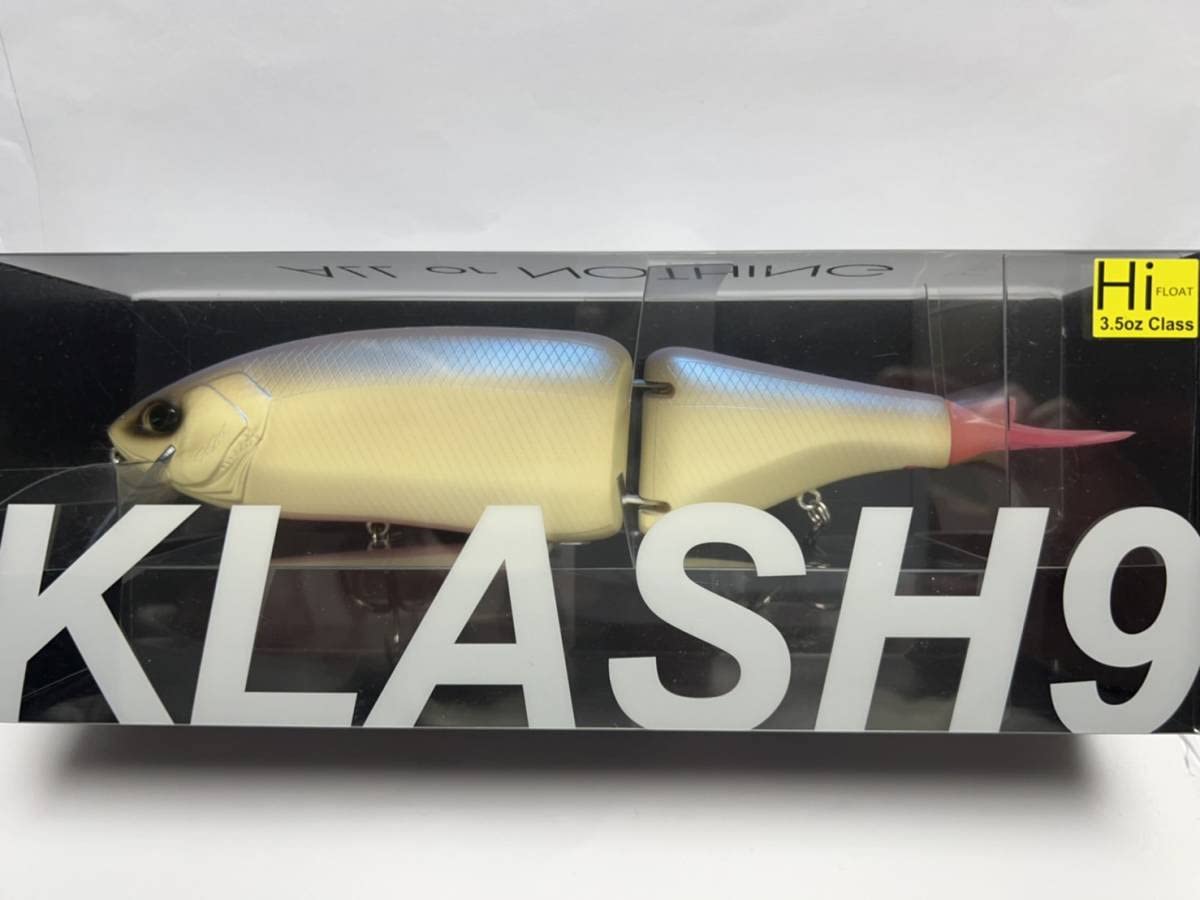 ALL or NOTHING
Hi FLOAT
3.5oz Class
KLASH9